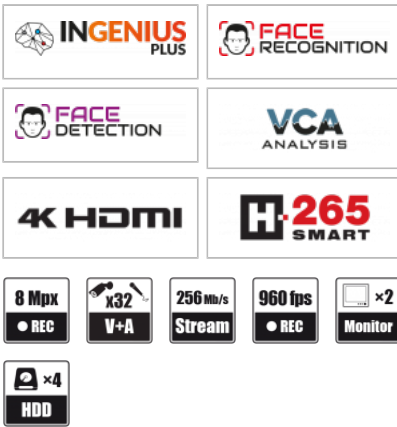 INGENIUS
PLUS
FACE
RECOGNITION
FACE
DETECTION
VCA
ANALYSIS
4K HDMI
H.265
SMART
8 Mpx
REC
x32
V+A
256 Mb/s
Stream
960 fps
REC
×2
Monitor
×4
HDD